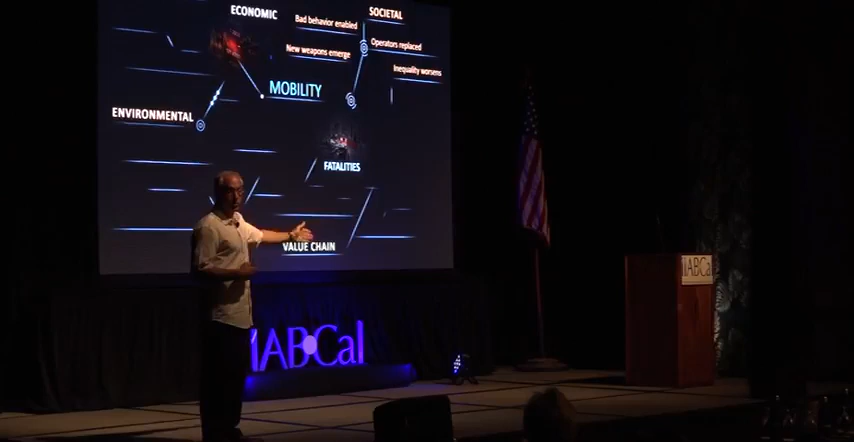 ECONOMIC
SOCIETAL
Bad behavior enabled
Operators replaced
New weapons emerge
Inequality worsens
MOBILITY
ENVIRONMENTAL
FATALITIES
VALUE CHAIN
IABCal
IABCal